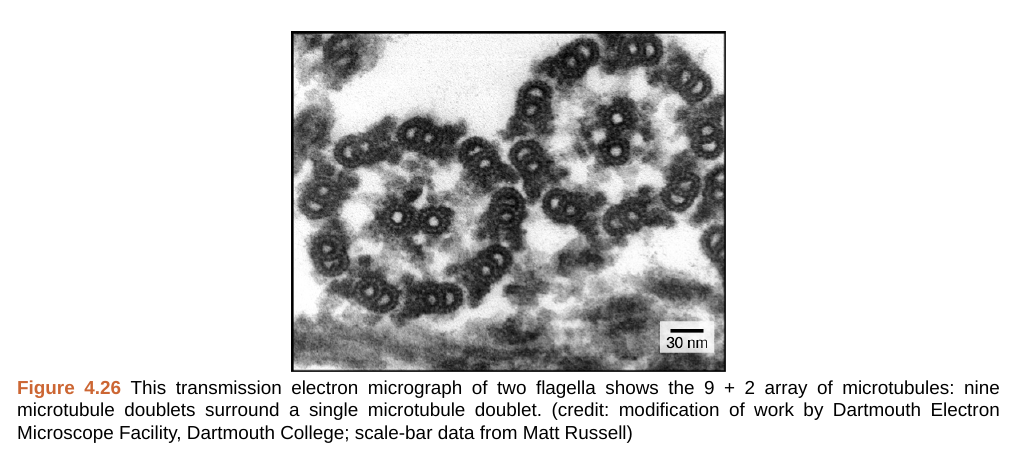 30 nm
Figure 4.26 This transmission electron micrograph of two flagella shows the 9 + 2 array of microtubules: nine
microtubule doublets surround a single microtubule doublet. (credit: modification of work by Dartmouth Electron
Microscope Facility, Dartmouth College; scale-bar data from Matt Russell)